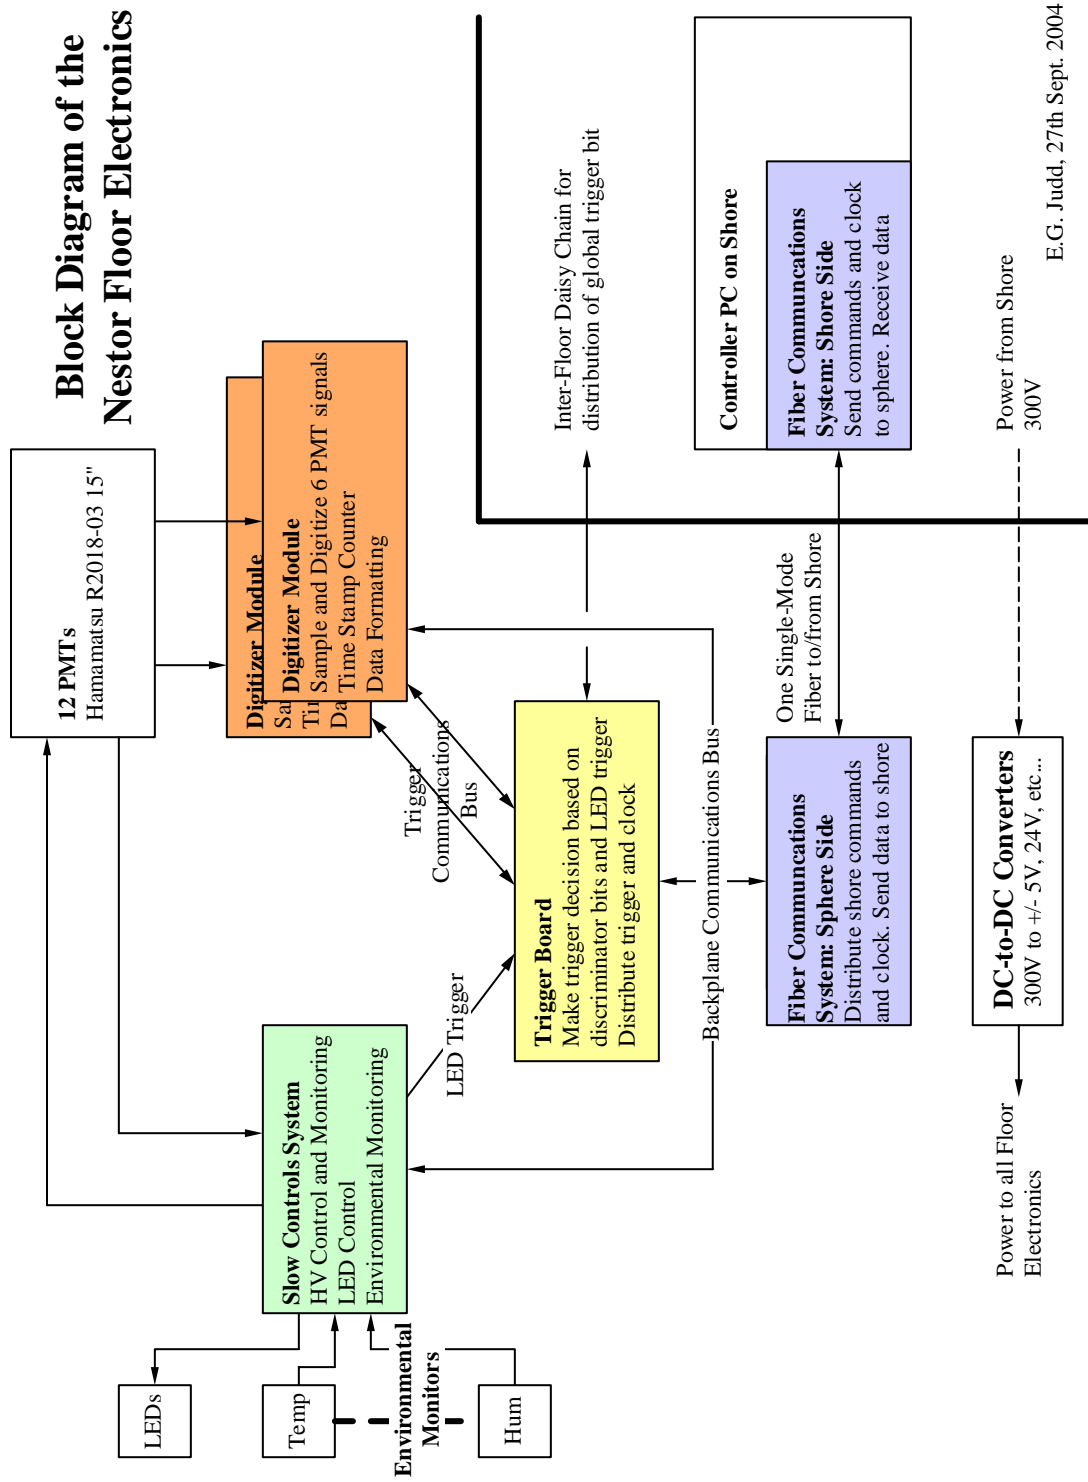 Block Diagram of the
Nestor Floor Electronics
12 PMTs
Hamamatsu R2018-03 15"
LEDs
Temp
Environmental
Monitors
Hum
Slow Controls System
HV Control and Monitoring
LED Control
Environmental Monitoring
Digitizer Module
Sa
Ti
Da
Digitizer Module
Sample and Digitize 6 PMT signals
Time Stamp Counter
Data Formatting
Trigger
Communications
Bus
LED Trigger
Trigger Board
Make trigger decision based on
discriminator bits and LED trigger
Distribute trigger and clock
Inter-Floor Daisy Chain for
distribution of global trigger bit
Backplane Communications Bus
Fiber Communcations
System: Sphere Side
Distribute shore commands
and clock. Send data to shore
One Single-Mode
Fiber to/from Shore
Controller PC on Shore
Fiber Communcations
System: Shore Side
Send commands and clock
to sphere. Receive data
Power to all Floor
Electronics
DC-to-DC Converters
300V to +/- 5V, 24V, etc...
Power from Shore
300V
E.G. Judd, 27th Sept. 2004